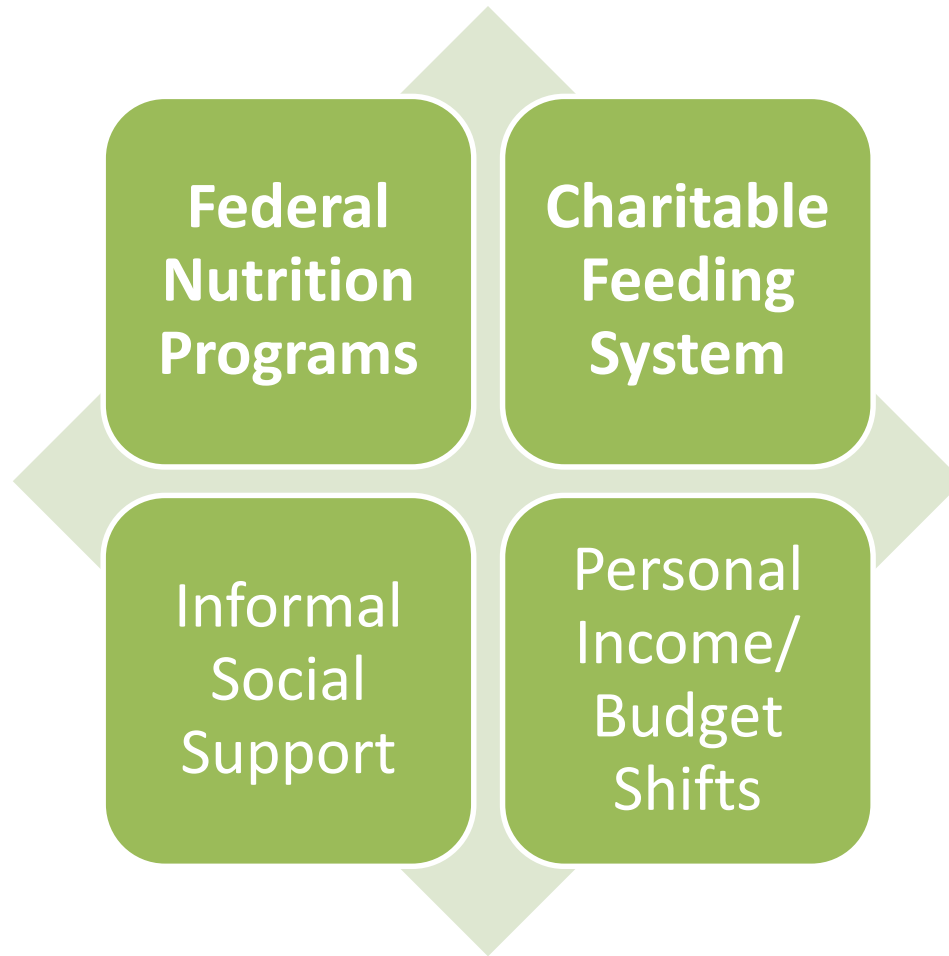 Federal
Nutrition
Programs
Charitable
Feeding
System
Informal
Social
Support
Personal
Income/
Budget
Shifts